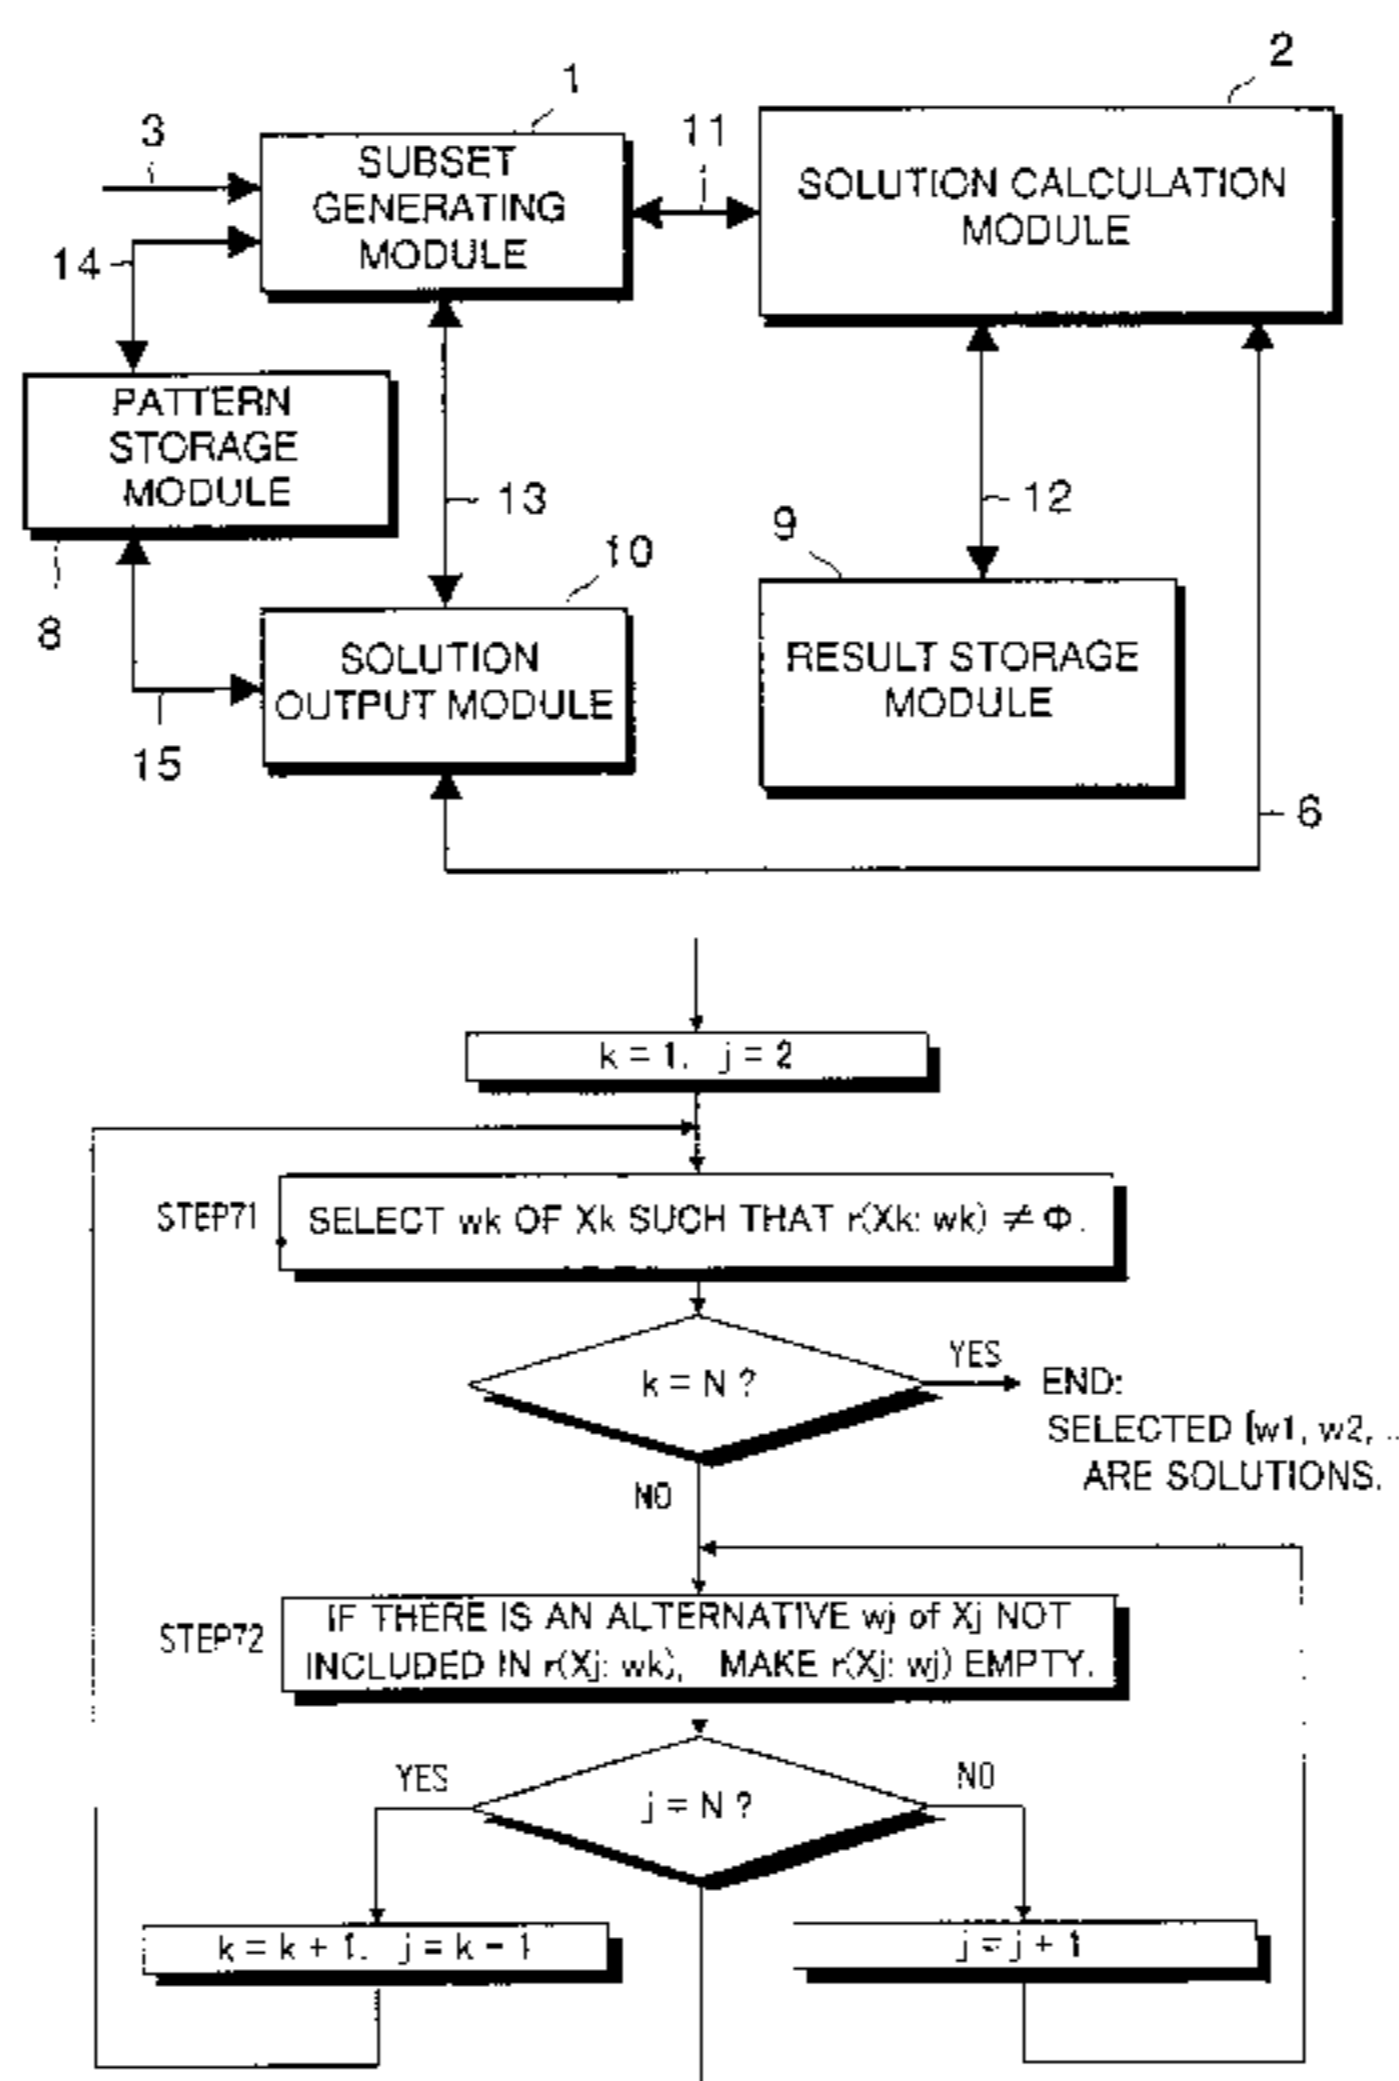 2
1
3
11
SUBSET
GENERATING
MODULE
SOLUTION CALCULATION
MODULE
14
PATTERN
STORAGE
MODULE
13
12
9
10
8
SOLUTION
OUTPUT MODULE
RESULT STORAGE
MODULE
15
6
k = 1, j = 2
STEP71
SELECT wk OF Xk SUCH THAT r(Xk: wk) ≠ Φ.
k = N ?
YES
END:
SELECTED {w1, w2, ..
ARE SOLUTIONS.
NO
STEP72
IF THERE IS AN ALTERNATIVE wj of Xj NOT
INCLUDED IN r(Xj: wk), MAKE r(Xj: wj) EMPTY.
YES
j = N ?
NO
k = k + 1, j = k - 1
j = j + 1